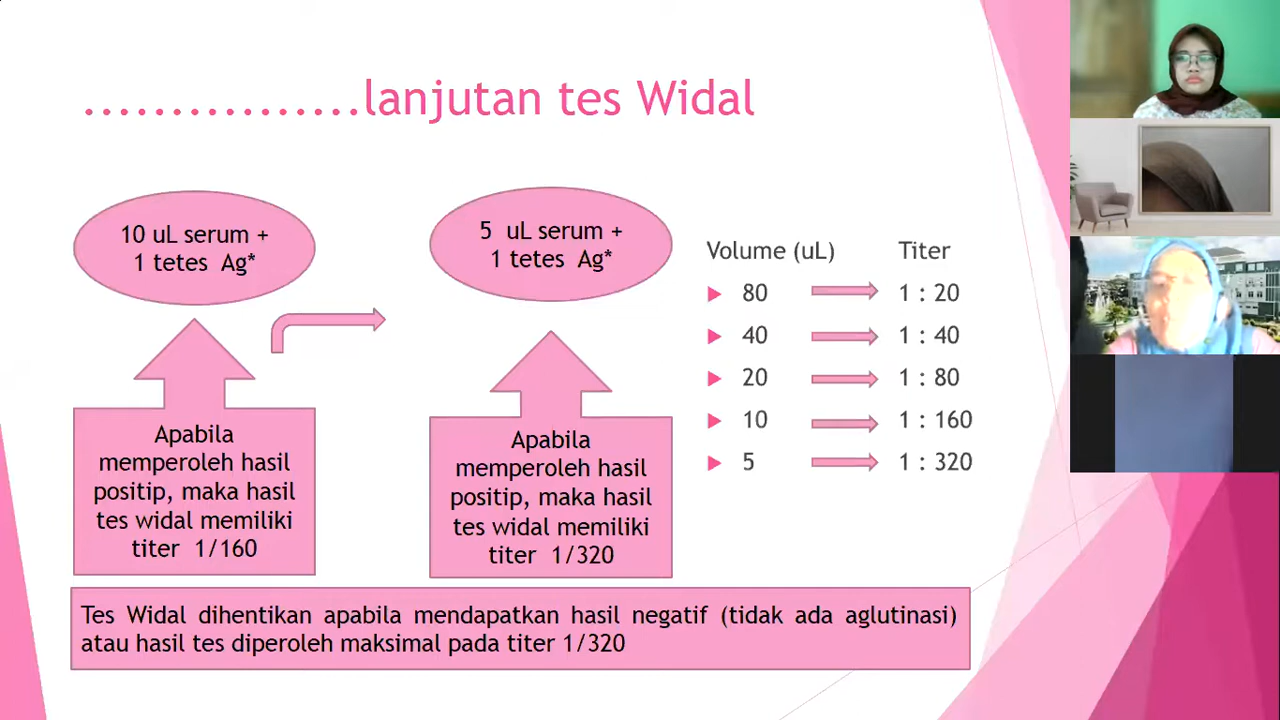 ...............lanjutan tes Widal
10 uL serum +
1 tetes Ag*
5 uL serum +
1 tetes Ag*
Apabila
memperoleh hasil
positip, maka hasil
tes widal memiliki
titer 1/160
Apabila
memperoleh hasil
positip, maka hasil
tes widal memiliki
titer 1/320
Volume (uL) Titer
80 1 : 20
40 1 : 40
20 1 : 80
10 1 : 160
5 1 : 320
Tes Widal dihentikan apabila mendapatkan hasil negatif (tidak ada aglutinasi)
atau hasil tes diperoleh maksimal pada titer 1/320